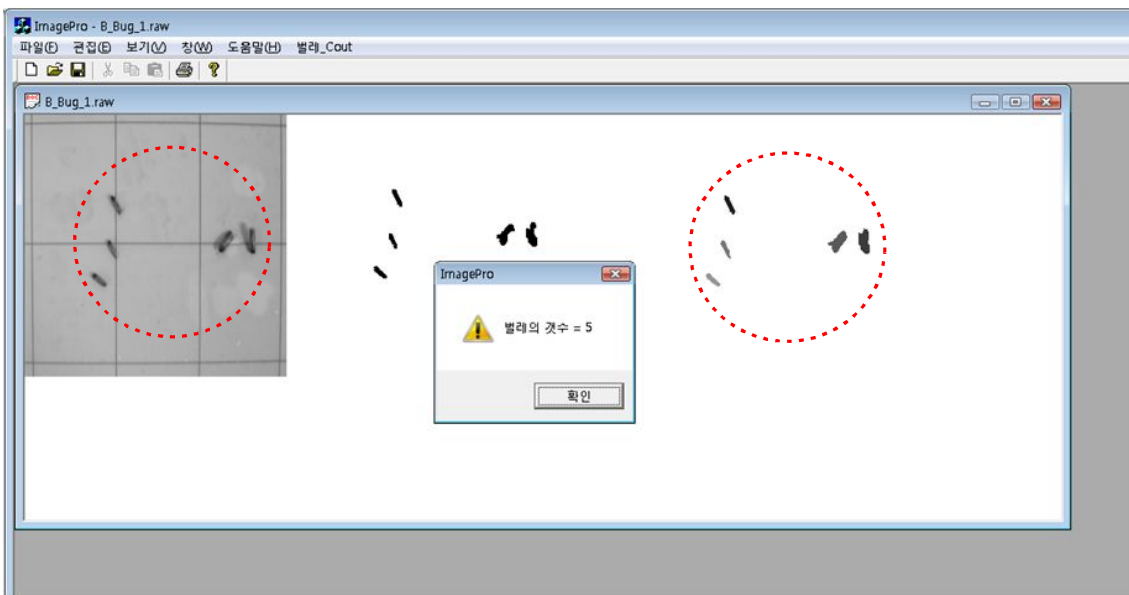 ImagePro - B_Bug_1.raw
파일(F) 편집(E) 보기(V) 창(W) 도움말(H) 벌레_Cout
B_Bug_1.raw
ImagePro
벌레의 갯수 = 5
확인